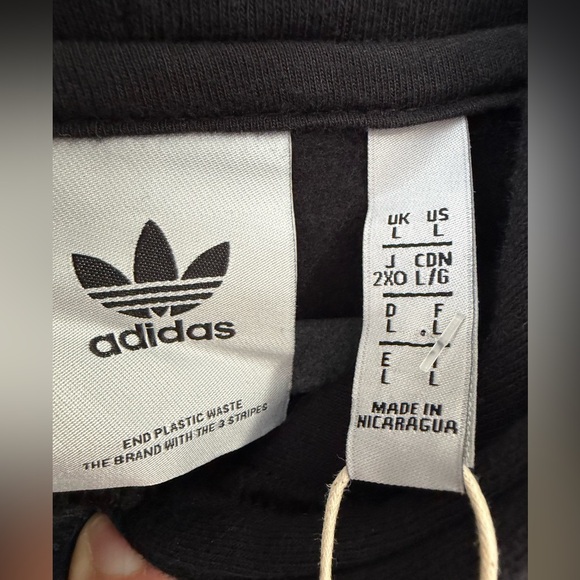 adidas
END PLASTIC WASTE
THE BRAND WITH THE 3 STRIPES
UK US
L L
J CDN
2XO L/G
D F
L L
E
L L
MADE IN
NICARAGUA